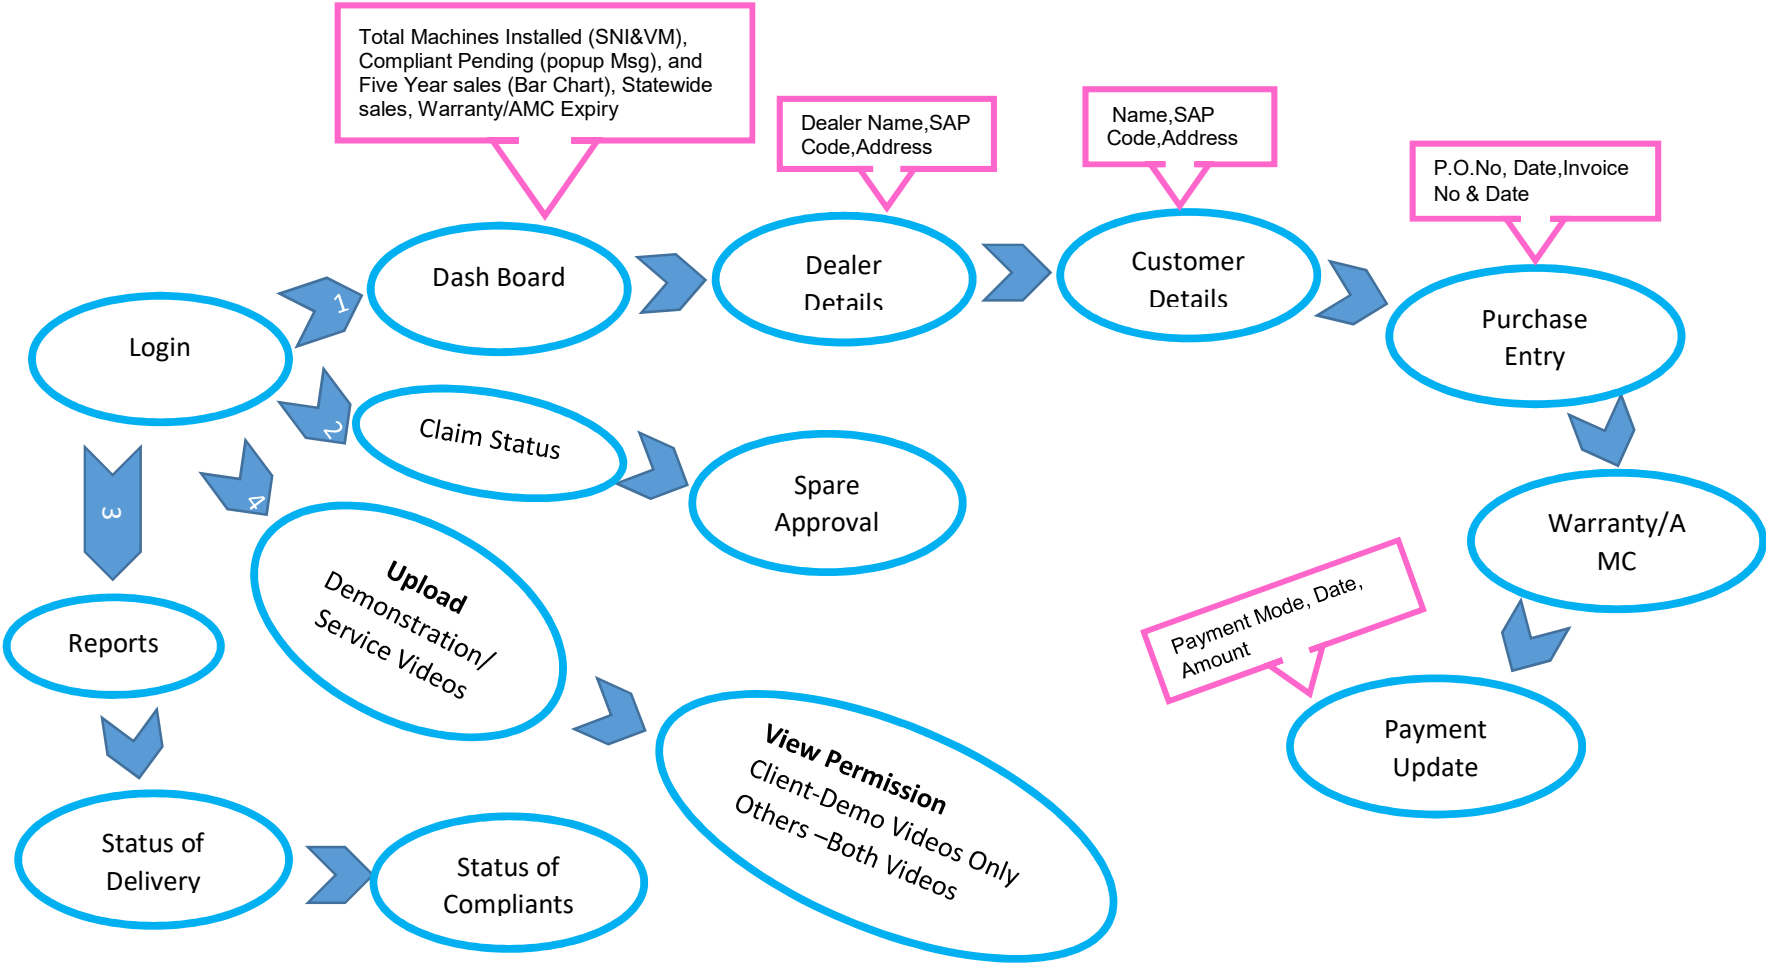 Total Machines Installed (SNI&VM),
Compliant Pending (popup Msg), and
Five Year sales (Bar Chart), Statewide
sales, Warranty/AMC Expiry
Dealer Name,SAP
Code,Address
Name,SAP
Code,Address
P.O.No, Date,Invoice
No & Date
Login
1
Dash Board
Dealer
Details
Customer
Details
Purchase
Entry
2
Claim Status
Spare
Approval
Warranty/A
MC
3
4
Upload
Demonstration/
Service Videos
Payment Mode, Date,
Amount
Reports
View Permission
Client-Demo Videos Only
Others –Both Videos
Payment
Update
Status of
Delivery
Status of
Compliants